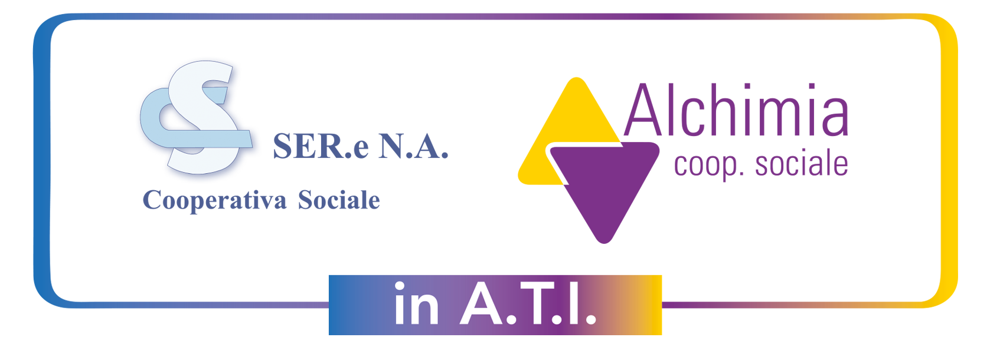 SER.e N.A.
Cooperativa Sociale
Alchimia
coop. sociale
in A.T.I.